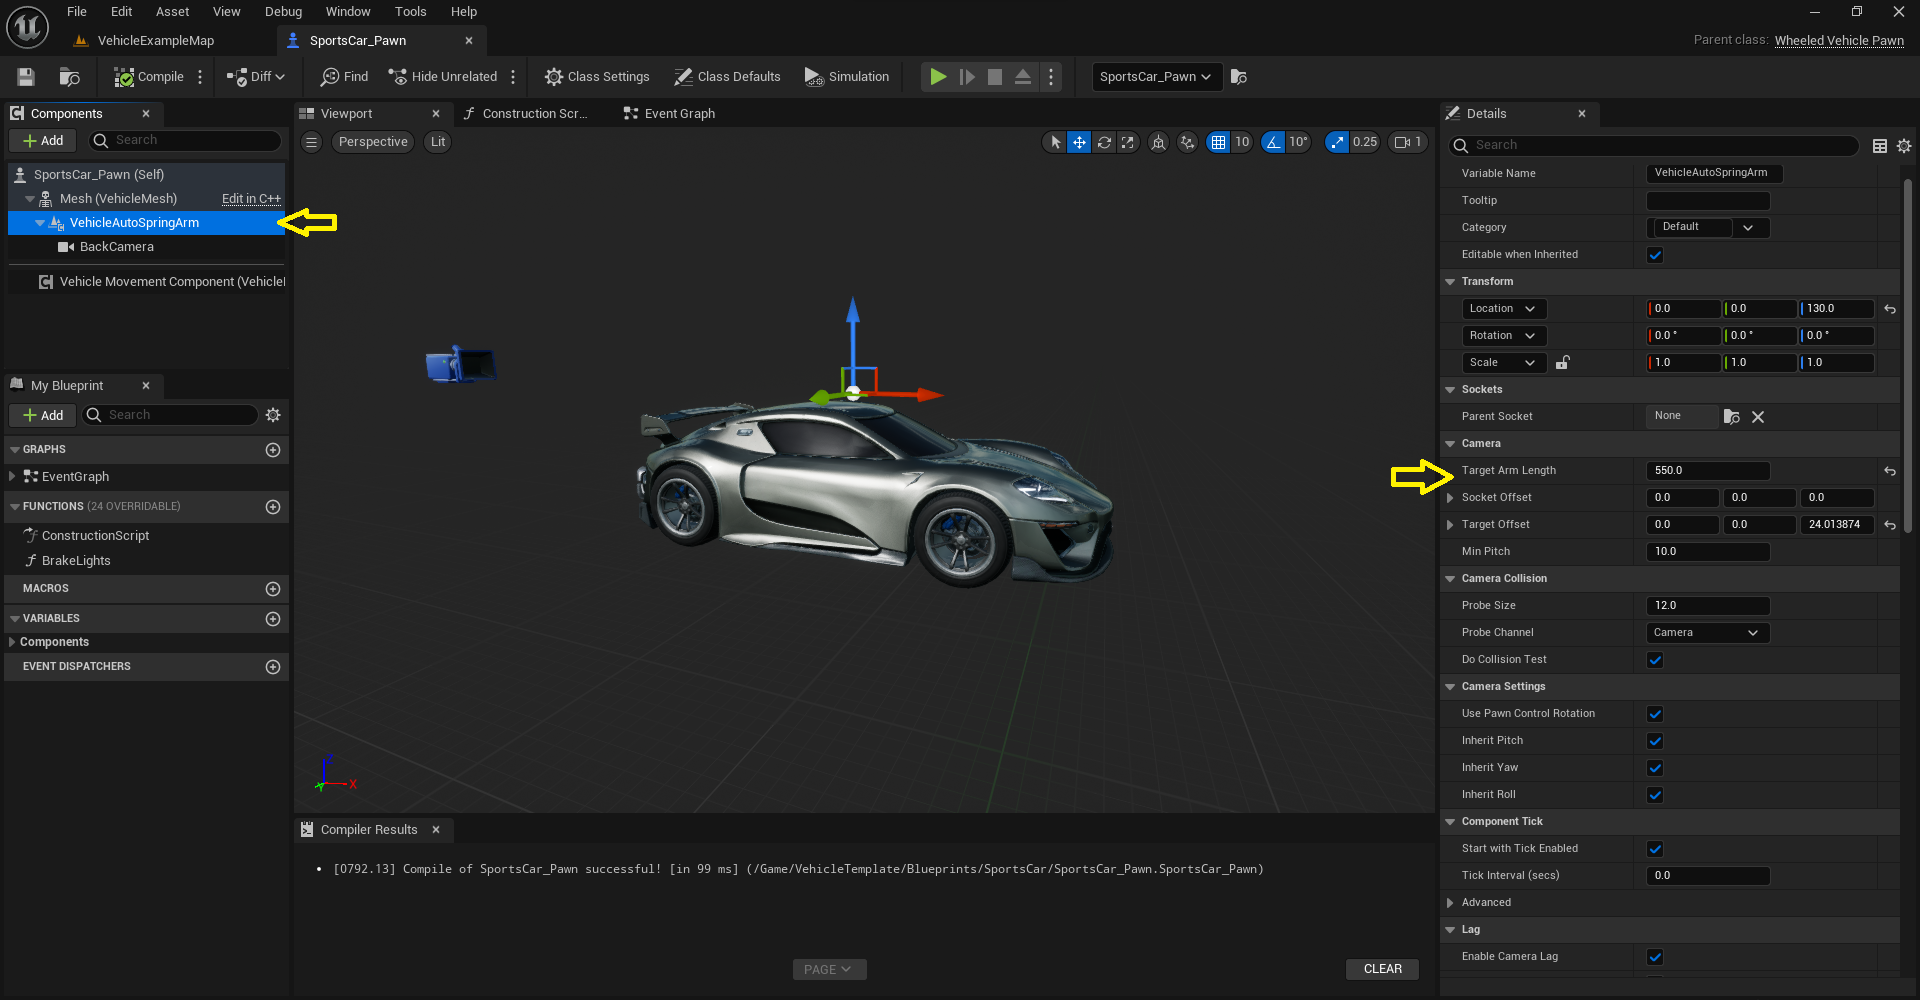 File Edit Asset View Debug Window Tools Help
VehicleExampleMap
SportsCar_Pawn
Parent class: Wheeled Vehicle Pawn
Compile Diff Find Hide Unrelated Class Settings Class Defaults Simulation SportsCar_Pawn
Components
Add Search
SportsCar_Pawn (Self)
Mesh (VehicleMesh) Edit in C++
VehicleAutoSpringArm
BackCamera
Vehicle Movement Component (Vehicle
My Blueprint
Add Search
GRAPHS
EventGraph
FUNCTIONS (24 OVERRIDABLE)
ConstructionScript
BrakeLights
MACROS
VARIABLES
Components
EVENT DISPATCHERS
Viewport Construction Scr... Event Graph
Perspective Lit 10 10° 0.25 1
Z
X
Y
Compiler Results
• [0792.13] Compile of SportsCar_Pawn successful! [in 99 ms] (/Game/VehicleTemplate/Blueprints/SportsCar/SportsCar_Pawn.SportsCar_Pawn)
PAGE CLEAR
Details
Search
Variable Name VehicleAutoSpringArm
Tooltip
Category Default
Editable when Inherited
Transform
Location 0.0 0.0 130.0
Rotation 0.0 ° 0.0 ° 0.0 °
Scale 1.0 1.0 1.0
Sockets
Parent Socket None
Camera
Target Arm Length 550.0
Socket Offset 0.0 0.0 0.0
Target Offset 0.0 0.0 24.013874
Min Pitch 10.0
Camera Collision
Probe Size 12.0
Probe Channel Camera
Do Collision Test
Camera Settings
Use Pawn Control Rotation
Inherit Pitch
Inherit Yaw
Inherit Roll
Component Tick
Start with Tick Enabled
Tick Interval (secs) 0.0
Advanced
Lag
Enable Camera Lag